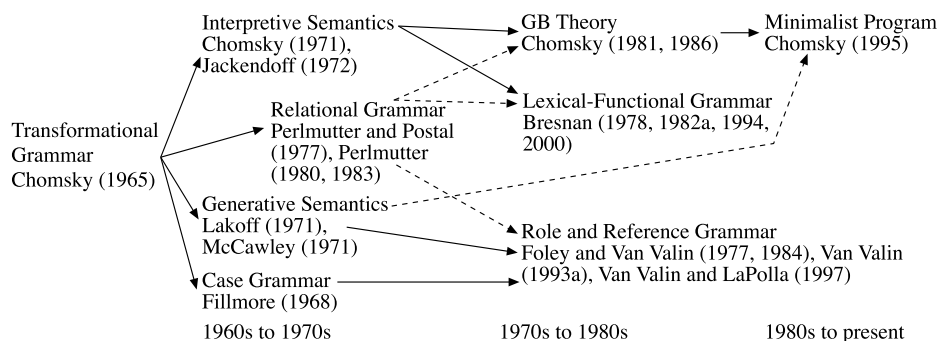 Transformational
Grammar
Chomsky (1965)
Interpretive Semantics
Chomsky (1971),
Jackendoff (1972)
Relational Grammar
Perlmutter and Postal
(1977), Perlmutter
(1980, 1983)
Generative Semantics
Lakoff (1971),
McCawley (1971)
Case Grammar
Fillmore (1968)
1960s to 1970s
GB Theory
Chomsky (1981, 1986)
Lexical-Functional Grammar
Bresnan (1978, 1982a, 1994,
2000)
Role and Reference Grammar
Foley and Van Valin (1977, 1984), Van Valin
(1993a), Van Valin and LaPolla (1997)
1970s to 1980s
Minimalist Program
Chomsky (1995)
1980s to present